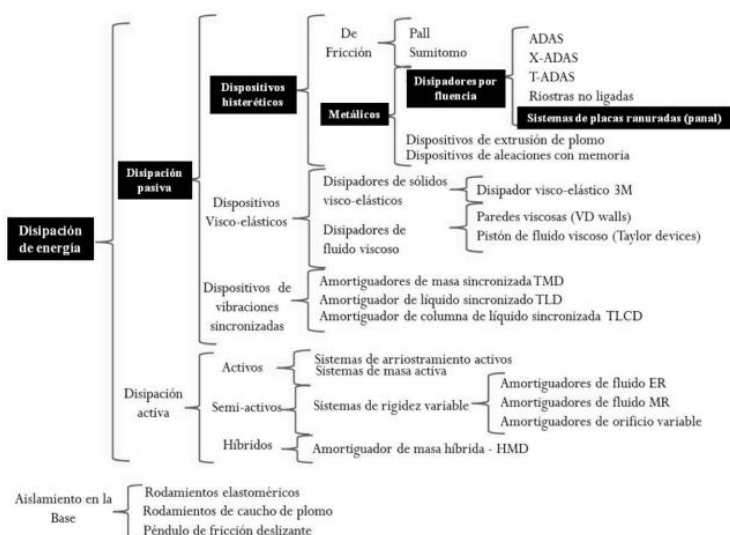 Disipación
de energía
Disipación
pasiva
Dispositivos
histeréticos
De
Fricción
Pall
Sumitomo
Metálicos
Disipadores por
fluencia
ADAS
X-ADAS
T-ADAS
Riostras no ligadas
Sistemas de placas ranuradas (panal)
Dispositivos de extrusión de plomo
Dispositivos de aleaciones con memoria
Dispositivos
Visco-elásticos
Disipadores de sólidos
visco-elásticos
Disipador visco-elástico 3M
Disipadores de
fluido viscoso
Paredes viscosas (VD walls)
Pistón de fluido viscoso (Taylor devices)
Dispositivos de
vibraciones
sincronizadas
Amortiguadores de masa sincronizada TMD
Amortiguador de líquido sincronizado TLD
Amortiguador de columna de líquido sincronizada TLCD
Disipación
activa
Activos
Sistemas de arriostramiento activos
Sistemas de masa activa
Semi-activos
Sistemas de rigidez variable
Amortiguadores de fluido ER
Amortiguadores de fluido MR
Amortiguadores de orificio variable
Híbridos
Amortiguador de masa híbrida - HMD
Aislamiento en la
Base
Rodamientos elastoméricos
Rodamientos de caucho de plomo
Péndulo de fricción deslizante